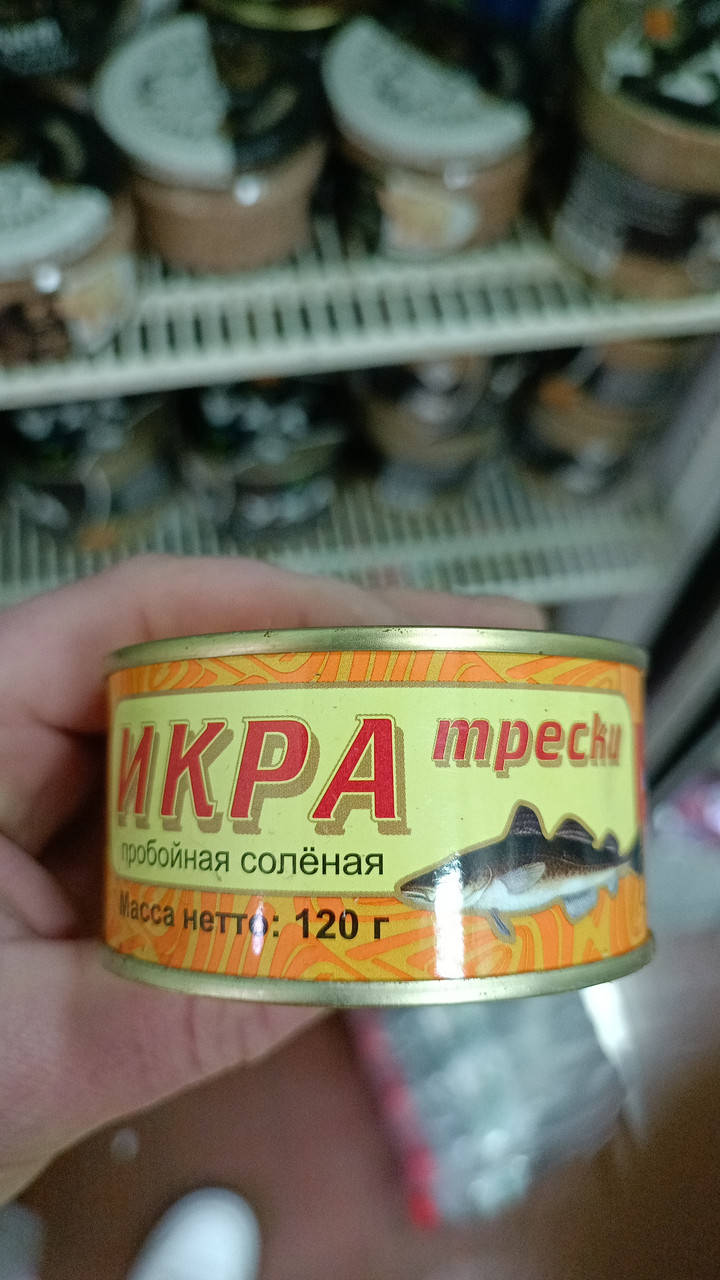 ИКРА трески
пробойная солёная
Масса нетто: 120 г